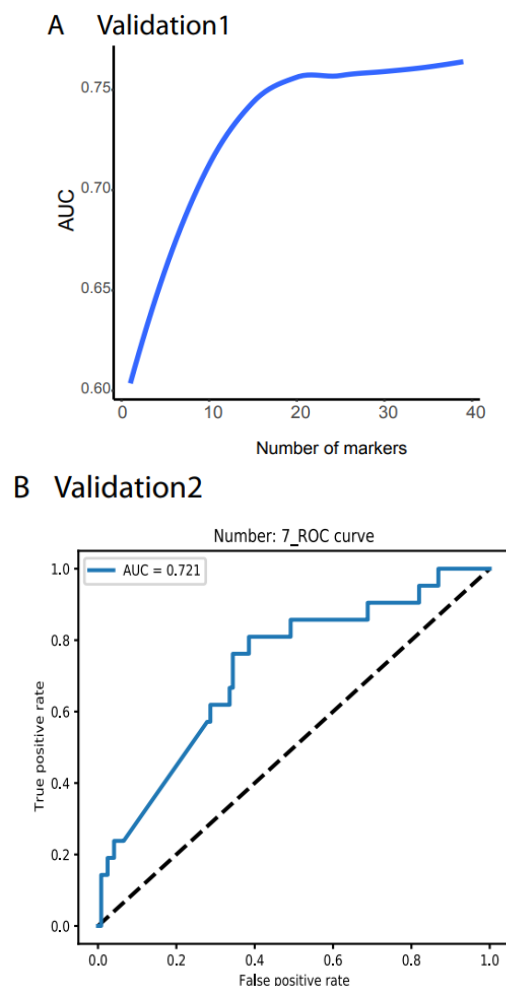 A Validation1
AUC
0.75
0.70
0.65
0.60
0 10 20 30 40
Number of markers
B Validation2
Number: 7_ROC curve
AUC = 0.721
True positive rate
1.0
0.8
0.6
0.4
0.2
0.0
0.0 0.2 0.4 0.6 0.8 1.0
False positive rate